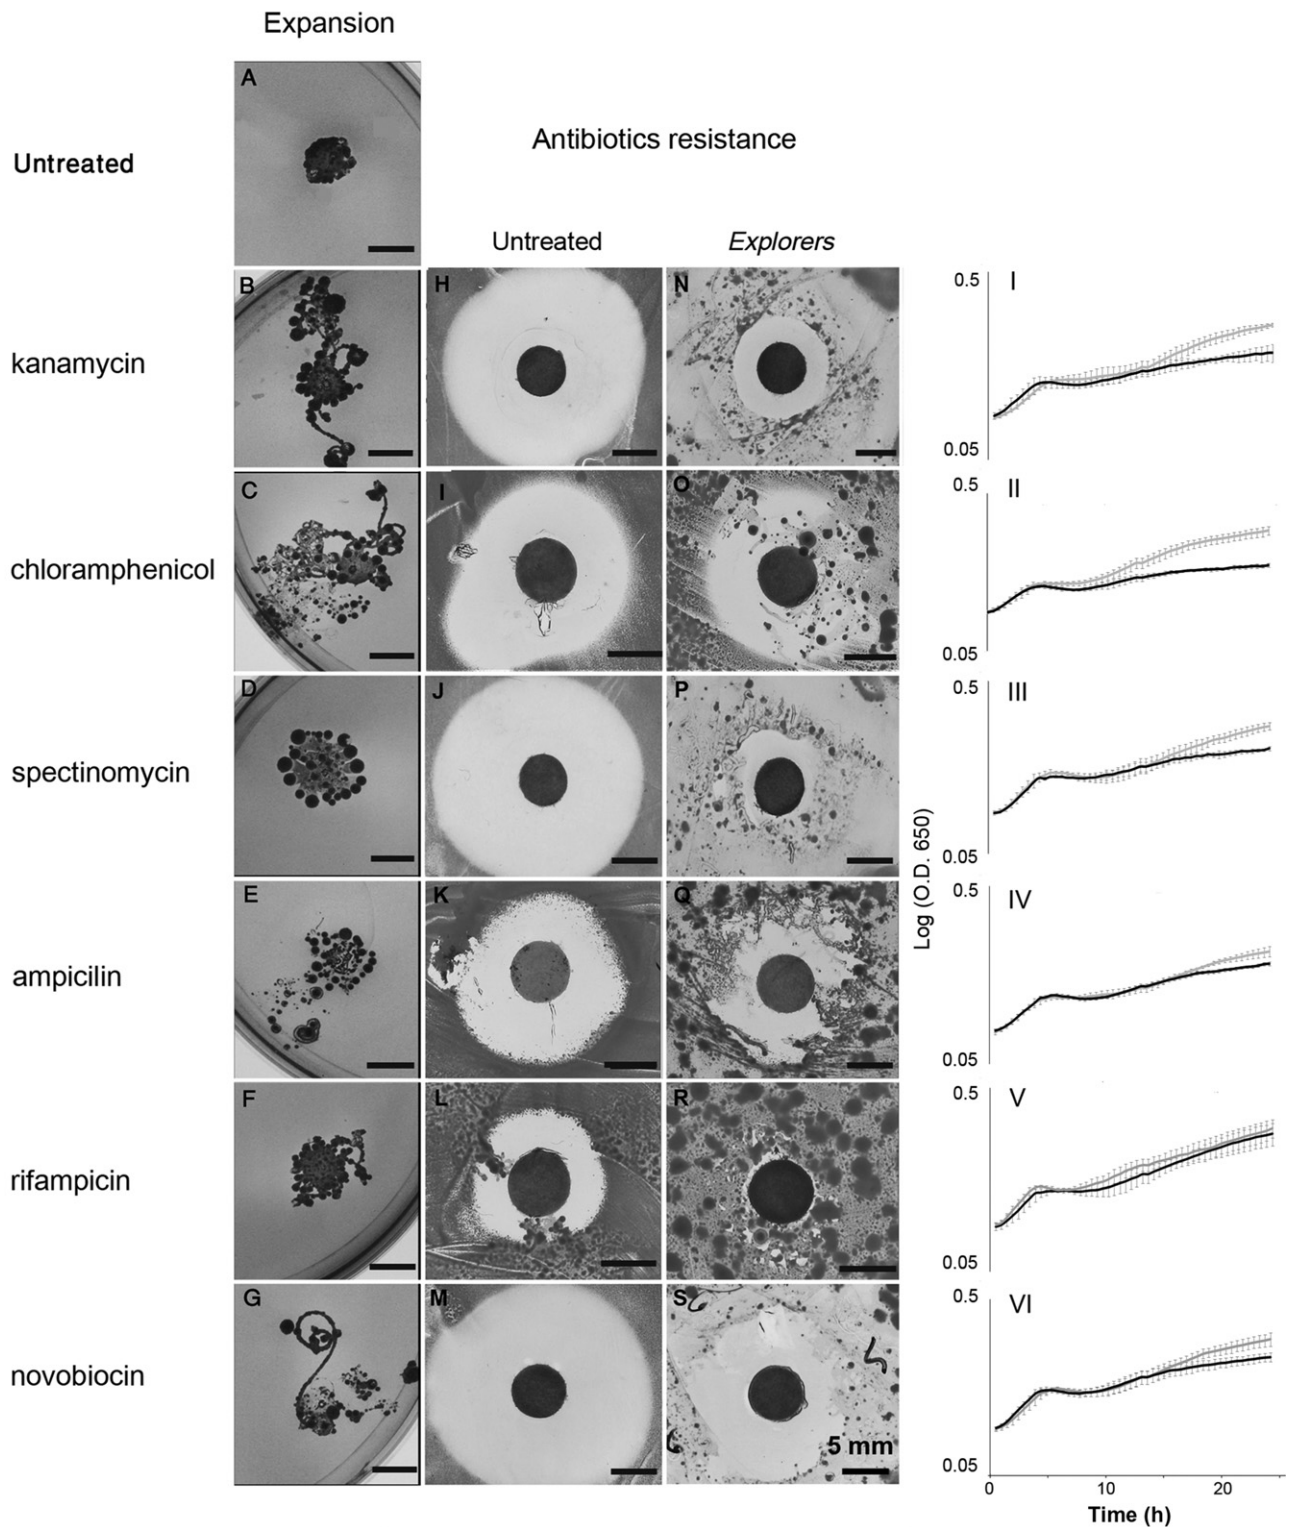 Expansion
A
Untreated
Antibiotics resistance
Untreated
Explorers
B
H
N
0.5
I
kanamycin
0.05
C
I
O
0.5
II
chloramphenicol
0.05
D
J
P
0.5
III
spectinomycin
Log (O.D. 650)
0.05
E
K
Q
0.5
IV
ampicilin
0.05
F
L
R
0.5
V
rifampicin
0.05
G
M
S
0.5
VI
novobiocin
5 mm
0.05
0
10
20
Time (h)